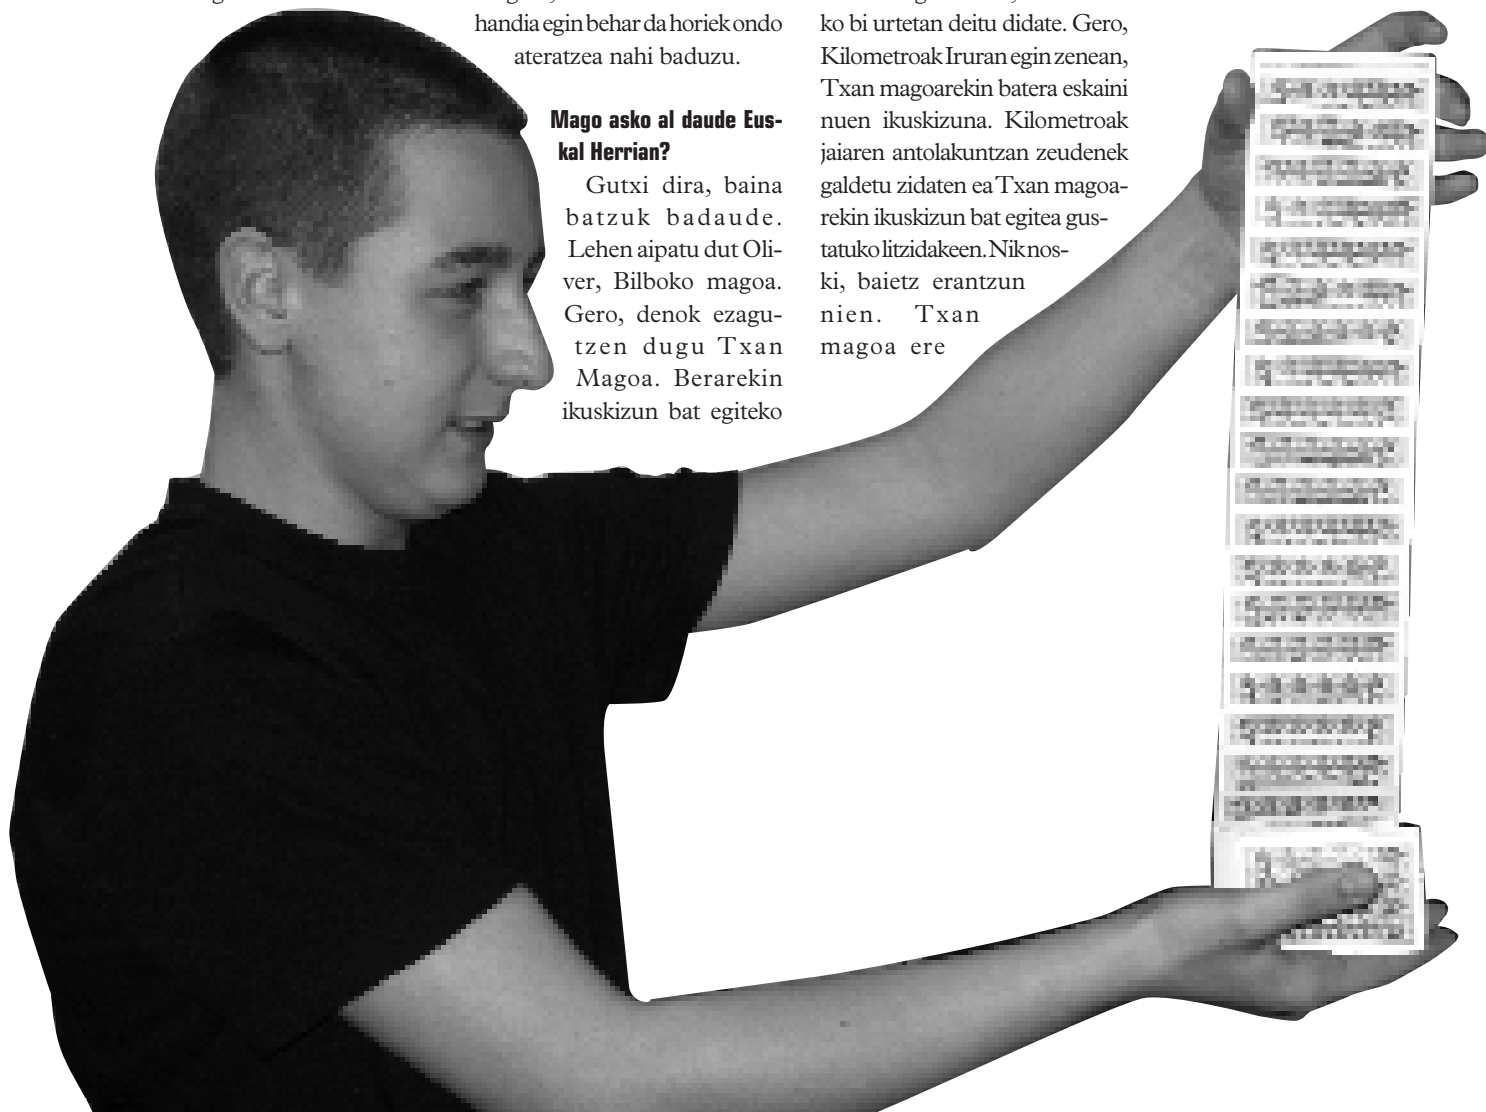 handia egin behar da horiek ondo
ateratzea nahi baduzu.
Mago asko al daude Eus-
kal Herrian?
Gutxi dira, baina
batzuk badaude.
Lehen aipatu dut Oli-
ver, Bilboko magoa.
Gero, denok ezagu-
tzen dugu Txan
Magoa. Berarekin
ikuskizun bat egiteko
ko bi urtetan deitu didate. Gero,
Kilometroak Iruran egin zenean,
Txan magoarekin batera eskaini
nuen ikuskizuna. Kilometroak
jaiaren antolakuntzan zeudenek
galdetu zidaten ea Txan magoa-
rekin ikuskizun bat egitea gus-
tatuko litzidakeen. Nik nos-
ki, baietz erantzun
nien. Txan
magoa ere